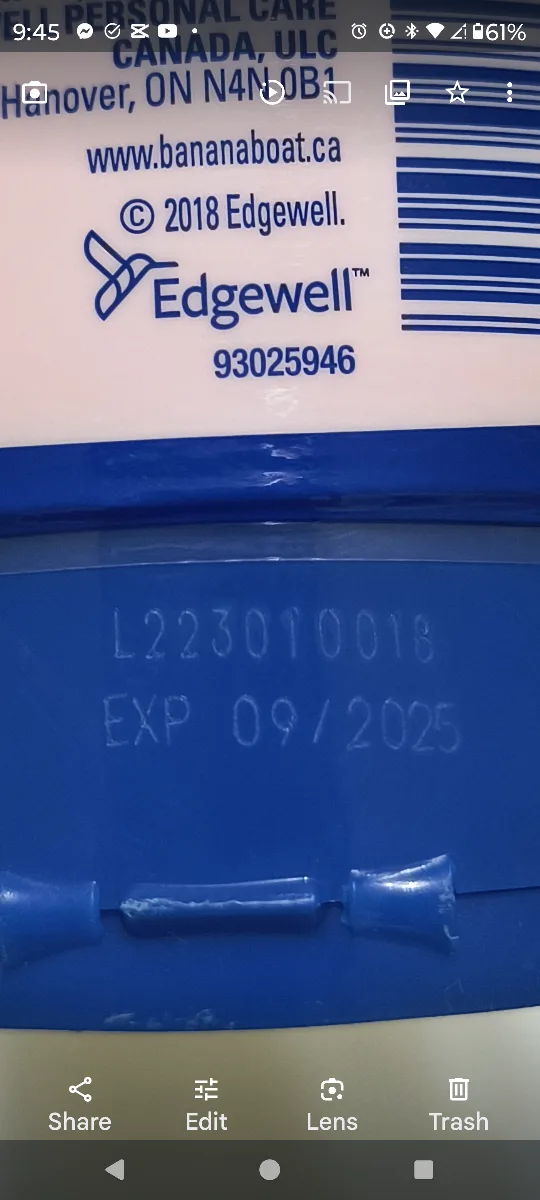 9:45 61%
PERSONAL CARE
CANADA, ULC
Hanover, ON N4N 0B1
www.bananaboat.ca
© 2018 Edgewell.
Edgewell™
93025946
L223010018
EXP 09/2025
Share Edit Lens Trash